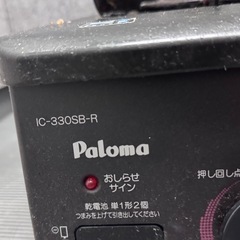 IC-330SB-R
Paloma
おしらせ
サイン
押し回し点
乾電池 単1形2個
つまみを上げて引き出してください